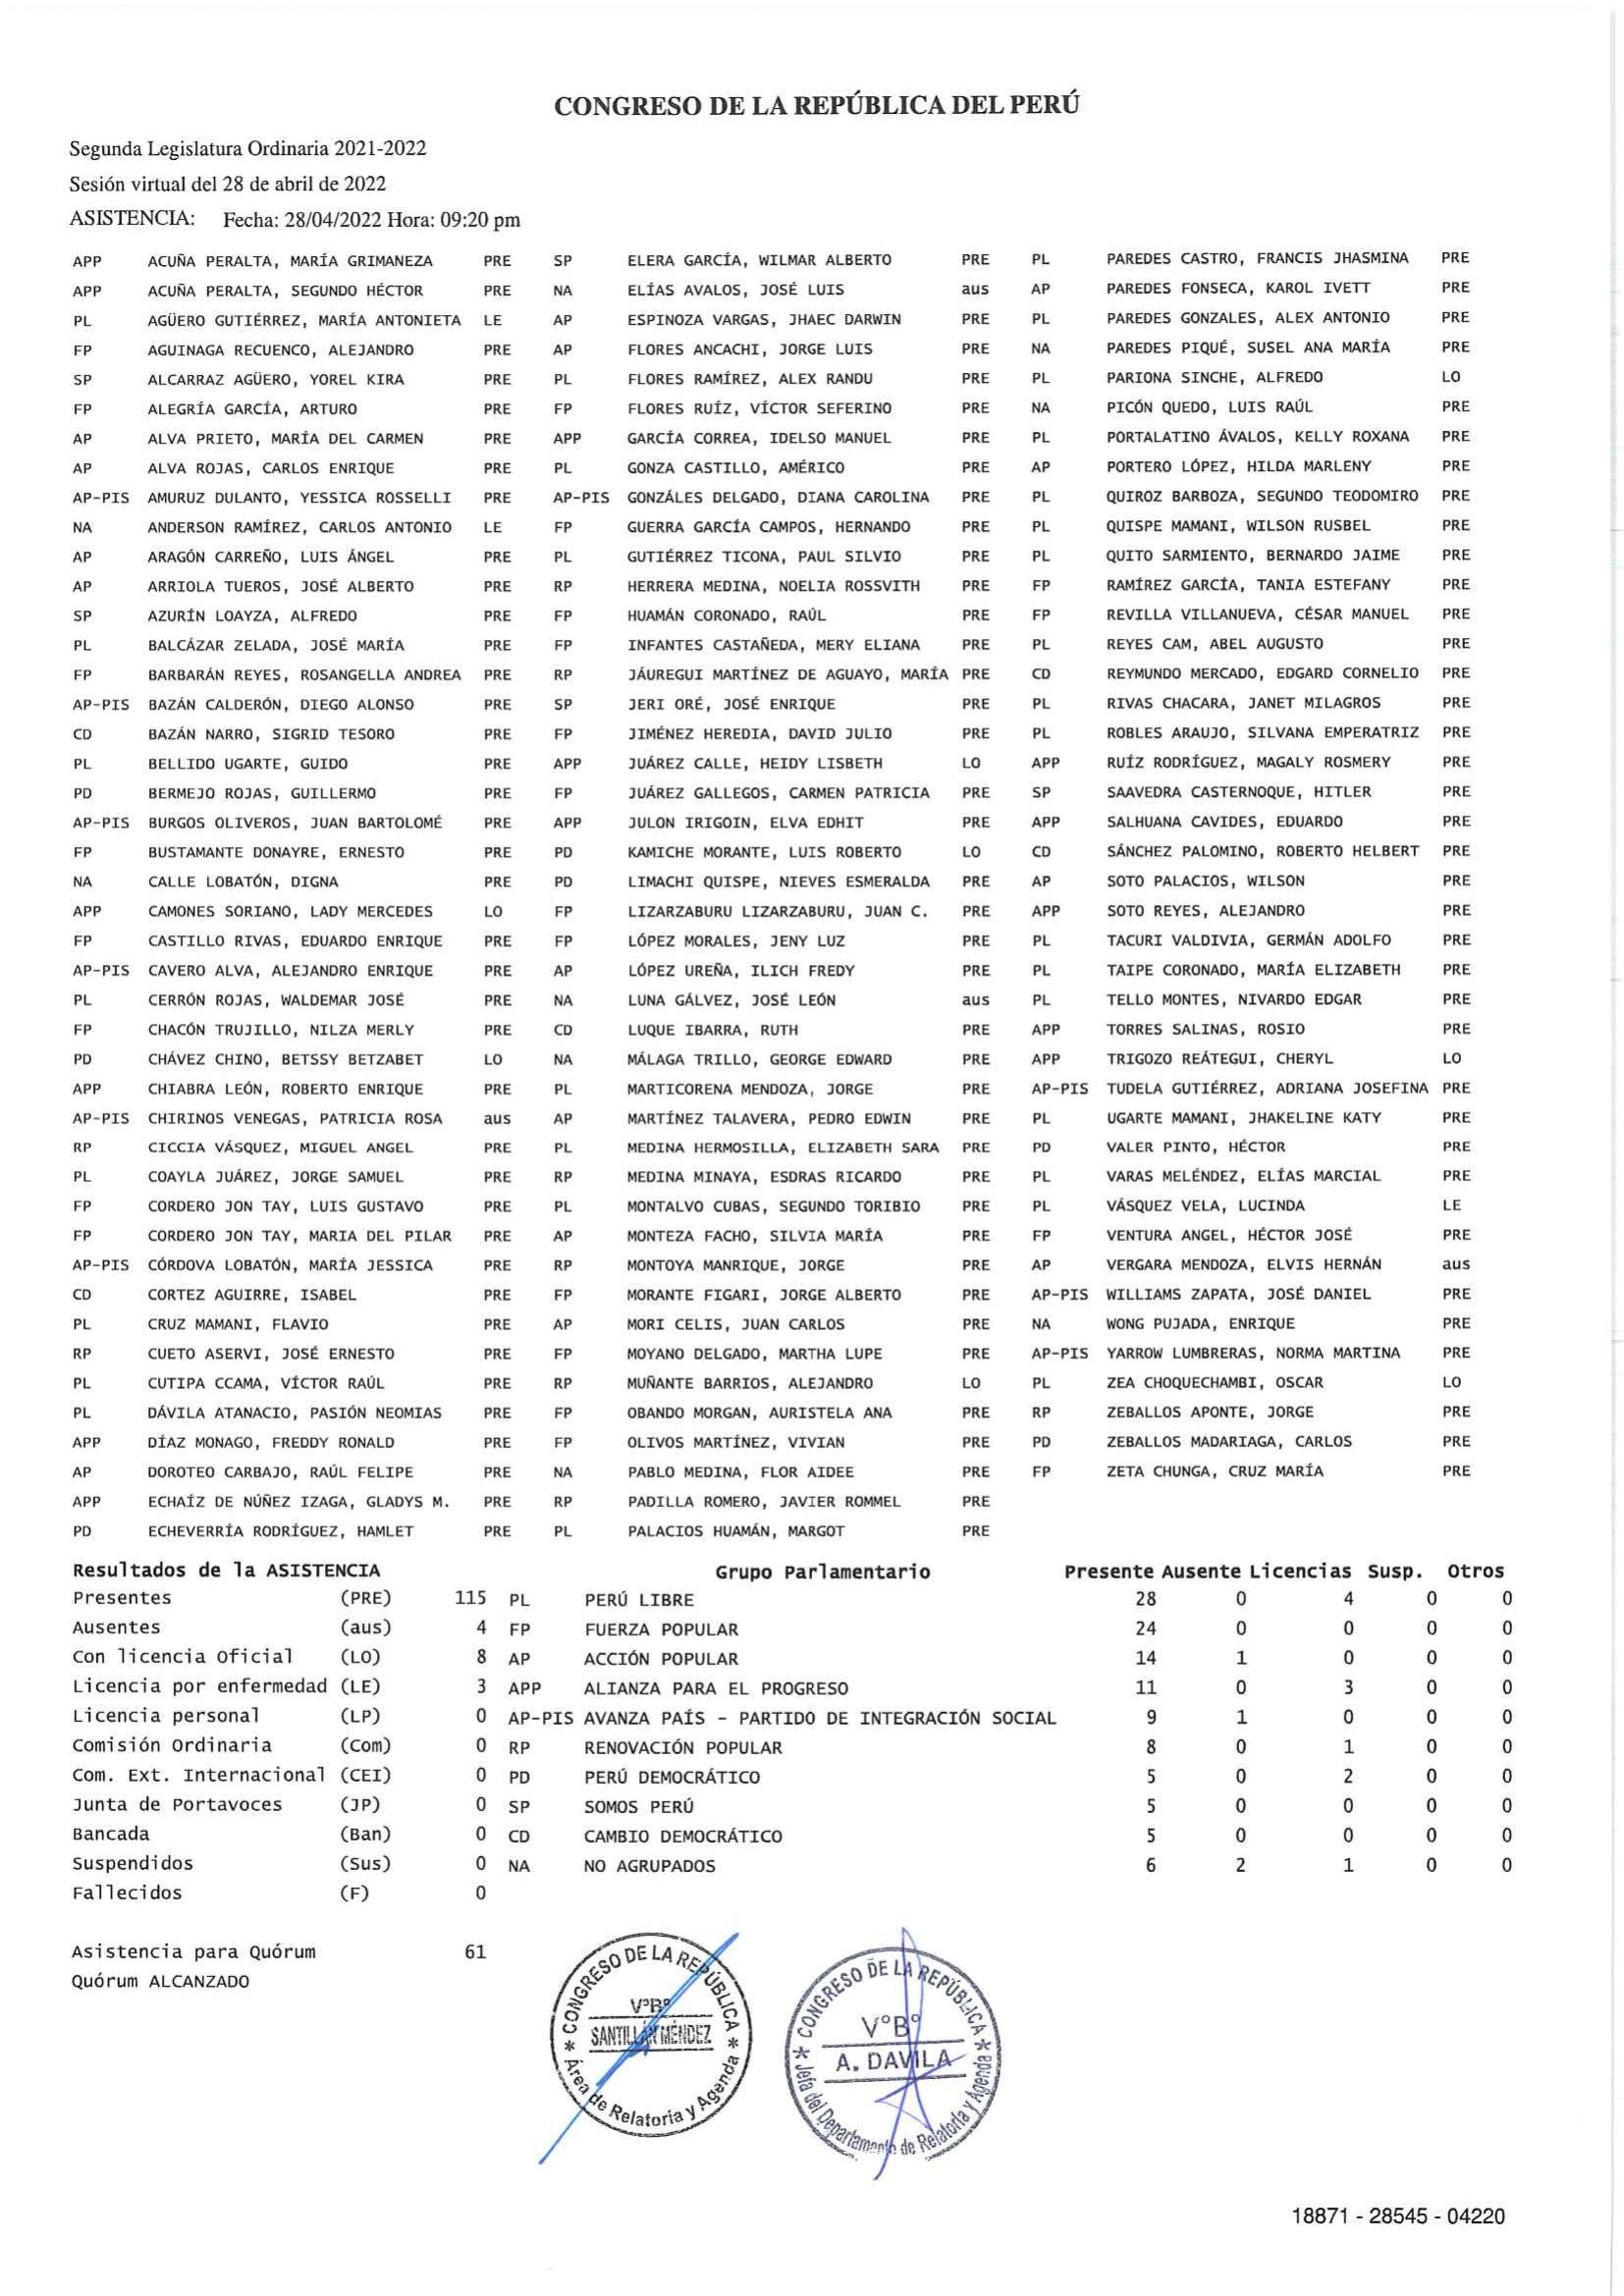 CONGRESO DE LA REPÚBLICA DEL PERÚ
Segunda Legislatura Ordinaria 2021-2022
Sesión virtual del 28 de abril de 2022
ASISTENCIA: Fecha: 28/04/2022 Hora: 09:20 pm
APP ACUÑA PERALTA, MARÍA GRIMANEZA PRE SP ELERA GARCÍA, WILMAR ALBERTO PRE PL PAREDES CASTRO, FRANCIS JHASMINA PRE
APP ACUÑA PERALTA, SEGUNDO HÉCTOR PRE NA ELÍAS AVALOS, JOSÉ LUIS aus AP PAREDES FONSECA, KAROL IVETT PRE
PL AGÜERO GUTIÉRREZ, MARÍA ANTONIETA LE AP ESPINOZA VARGAS, JHAEC DARWIN PRE PL PAREDES GONZALES, ALEX ANTONIO PRE
FP AGUINAGA RECUENCO, ALEJANDRO PRE AP FLORES ANCACHI, JORGE LUIS PRE NA PAREDES PIQUÉ, SUSEL ANA MARÍA PRE
SP ALCARRAZ AGÜERO, YOREL KIRA PRE PL FLORES RAMÍREZ, ALEX RANDU PRE PL PARIONA SINCHE, ALFREDO LO
FP ALEGRÍA GARCÍA, ARTURO PRE FP FLORES RUÍZ, VÍCTOR SEFERINO PRE NA PICÓN QUEDO, LUIS RAÚL PRE
AP ALVA PRIETO, MARÍA DEL CARMEN PRE APP GARCÍA CORREA, IDELSO MANUEL PRE PL PORTALATINO ÁVALOS, KELLY ROXANA PRE
AP ALVA ROJAS, CARLOS ENRIQUE PRE PL GONZA CASTILLO, AMÉRICO PRE AP PORTERO LÓPEZ, HILDA MARLENY PRE
AP-PIS AMURUZ DULANTO, YESSICA ROSSELLI PRE AP-PIS GONZÁLES DELGADO, DIANA CAROLINA PRE PL QUIROZ BARBOZA, SEGUNDO TEODOMIRO PRE
NA ANDERSON RAMÍREZ, CARLOS ANTONIO LE FP GUERRA GARCÍA CAMPOS, HERNANDO PRE PL QUISPE MAMANI, WILSON RUSBEL PRE
AP ARAGÓN CARREÑO, LUIS ÁNGEL PRE PL GUTIÉRREZ TICONA, PAUL SILVIO PRE PL QUITO SARMIENTO, BERNARDO JAIME PRE
AP ARRIOLA TUEROS, JOSÉ ALBERTO PRE RP HERRERA MEDINA, NOELIA ROSSVITH PRE FP RAMÍREZ GARCÍA, TANIA ESTEFANY PRE
SP AZURÍN LOAYZA, ALFREDO PRE FP HUAMÁN CORONADO, RAÚL PRE FP REVILLA VILLANUEVA, CÉSAR MANUEL PRE
PL BALCÁZAR ZELADA, JOSÉ MARÍA PRE FP INFANTES CASTAÑEDA, MERY ELIANA PRE PL REYES CAM, ABEL AUGUSTO PRE
FP BARBARÁN REYES, ROSANGELLA ANDREA PRE RP JÁUREGUI MARTÍNEZ DE AGUAYO, MARÍA PRE CD REYMUNDO MERCADO, EDGARD CORNELIO PRE
AP-PIS BAZÁN CALDERÓN, DIEGO ALONSO PRE SP JERI ORÉ, JOSÉ ENRIQUE PRE PL RIVAS CHACARA, JANET MILAGROS PRE
CD BAZÁN NARRO, SIGRID TESORO PRE FP JIMÉNEZ HEREDIA, DAVID JULIO PRE PL ROBLES ARAUJO, SILVANA EMPERATRIZ PRE
PL BELLIDO UGARTE, GUIDO PRE APP JUÁREZ CALLE, HEIDY LISBETH LO APP RUÍZ RODRÍGUEZ, MAGALY ROSMERY PRE
PD BERMEJO ROJAS, GUILLERMO PRE FP JUÁREZ GALLEGOS, CARMEN PATRICIA PRE SP SAAVEDRA CASTERNOQUE, HITLER PRE
AP-PIS BURGOS OLIVEROS, JUAN BARTOLOMÉ PRE APP JULON IRIGOIN, ELVA EDHIT PRE APP SALHUANA CAVIDES, EDUARDO PRE
FP BUSTAMANTE DONAYRE, ERNESTO PRE PD KAMICHE MORANTE, LUIS ROBERTO LO CD SÁNCHEZ PALOMINO, ROBERTO HELBERT PRE
NA CALLE LOBATÓN, DIGNA PRE PD LIMACHI QUISPE, NIEVES ESMERALDA PRE AP SOTO PALACIOS, WILSON PRE
APP CAMONES SORIANO, LADY MERCEDES LO FP LIZARZABURU LIZARZABURU, JUAN C. PRE APP SOTO REYES, ALEJANDRO PRE
FP CASTILLO RIVAS, EDUARDO ENRIQUE PRE FP LÓPEZ MORALES, JENY LUZ PRE PL TACURI VALDIVIA, GERMÁN ADOLFO PRE
AP-PIS CAVERO ALVA, ALEJANDRO ENRIQUE PRE AP LÓPEZ UREÑA, ILICH FREDY PRE PL TAIPE CORONADO, MARÍA ELIZABETH PRE
PL CERRÓN ROJAS, WALDEMAR JOSÉ PRE NA LUNA GÁLVEZ, JOSÉ LEÓN aus PL TELLO MONTES, NIVARDO EDGAR PRE
FP CHACÓN TRUJILLO, NILZA MERLY PRE CD LUQUE IBARRA, RUTH PRE APP TORRES SALINAS, ROSIO PRE
PD CHÁVEZ CHINO, BETSSY BETZABET LO NA MÁLAGA TRILLO, GEORGE EDWARD PRE APP TRIGOZO REÁTEGUI, CHERYL LO
APP CHIABRA LEÓN, ROBERTO ENRIQUE PRE PL MARTICORENA MENDOZA, JORGE PRE AP-PIS TUDELA GUTIÉRREZ, ADRIANA JOSEFINA PRE
AP-PIS CHIRINOS VENEGAS, PATRICIA ROSA aus AP MARTÍNEZ TALAVERA, PEDRO EDWIN PRE PL UGARTE MAMANI, JHAKELINE KATY PRE
RP CICCIA VÁSQUEZ, MIGUEL ANGEL PRE PL MEDINA HERMOSILLA, ELIZABETH SARA PRE PD VALER PINTO, HÉCTOR PRE
PL COAYLA JUÁREZ, JORGE SAMUEL PRE RP MEDINA MINAYA, ESDRAS RICARDO PRE PL VARAS MELÉNDEZ, ELÍAS MARCIAL PRE
FP CORDERO JON TAY, LUIS GUSTAVO PRE PL MONTALVO CUBAS, SEGUNDO TORIBIO PRE PL VÁSQUEZ VELA, LUCINDA LE
FP CORDERO JON TAY, MARIA DEL PILAR PRE AP MONTEZA FACHO, SILVIA MARÍA PRE FP VENTURA ANGEL, HÉCTOR JOSÉ PRE
AP-PIS CÓRDOVA LOBATÓN, MARÍA JESSICA PRE RP MONTOYA MANRIQUE, JORGE PRE AP VERGARA MENDOZA, ELVIS HERNÁN aus
CD CORTEZ AGUIRRE, ISABEL PRE FP MORANTE FIGARI, JORGE ALBERTO PRE AP-PIS WILLIAMS ZAPATA, JOSÉ DANIEL PRE
PL CRUZ MAMANI, FLAVIO PRE AP MORI CELIS, JUAN CARLOS PRE NA WONG PUJADA, ENRIQUE PRE
RP CUETO ASERVI, JOSÉ ERNESTO PRE FP MOYANO DELGADO, MARTHA LUPE PRE AP-PIS YARROW LUMBRERAS, NORMA MARTINA PRE
PL CUTIPA CCAMA, VÍCTOR RAÚL PRE RP MUÑANTE BARRIOS, ALEJANDRO LO PL ZEA CHOQUECHAMBI, OSCAR LO
PL DÁVILA ATANACIO, PASIÓN NEOMIAS PRE FP OBANDO MORGAN, AURISTELA ANA PRE RP ZEBALLOS APONTE, JORGE PRE
APP DÍAZ MONAGO, FREDDY RONALD PRE FP OLIVOS MARTÍNEZ, VIVIAN PRE PD ZEBALLOS MADARIAGA, CARLOS PRE
AP DOROTEO CARBAJO, RAÚL FELIPE PRE NA PABLO MEDINA, FLOR AIDEE PRE FP ZETA CHUNGA, CRUZ MARÍA PRE
APP ECHAÍZ DE NÚÑEZ IZAGA, GLADYS M. PRE RP PADILLA ROMERO, JAVIER ROMMEL PRE
PD ECHEVERRÍA RODRÍGUEZ, HAMLET PRE PL PALACIOS HUAMÁN, MARGOT PRE
Resultados de la ASISTENCIA Grupo Parlamentario Presente Ausente Licencias Susp. Otros
Presentes (PRE) 115 PL PERÚ LIBRE 28 0 4 0 0
Ausentes (aus) 4 FP FUERZA POPULAR 24 0 0 0 0
Con licencia Oficial (LO) 8 AP ACCIÓN POPULAR 14 1 0 0 0
Licencia por enfermedad (LE) 3 APP ALIANZA PARA EL PROGRESO 11 0 3 0 0
Licencia personal (LP) 0 AP-PIS AVANZA PAÍS - PARTIDO DE INTEGRACIÓN SOCIAL 9 1 0 0 0
Comisión Ordinaria (Com) 0 RP RENOVACIÓN POPULAR 8 0 1 0 0
Com. Ext. Internacional (CEI) 0 PD PERÚ DEMOCRÁTICO 5 0 2 0 0
Junta de Portavoces (JP) 0 SP SOMOS PERÚ 5 0 0 0 0
Bancada (Ban) 0 CD CAMBIO DEMOCRÁTICO 5 0 0 0 0
Suspendidos (Sus) 0 NA NO AGRUPADOS 6 2 1 0 0
Fallecidos (F) 0
Asistencia para Quórum 61
Quórum ALCANZADO
* CONGRESO DE LA REPÚBLICA *
V°B°
SANTILLÁN MÉNDEZ
Área de Relatoria y Agenda
* CONGRESO DE LA REPÚBLICA *
V°B°
A. DAVILA
Jefa del Departamento de Relatoría y Agenda
18871 - 28545 - 04220